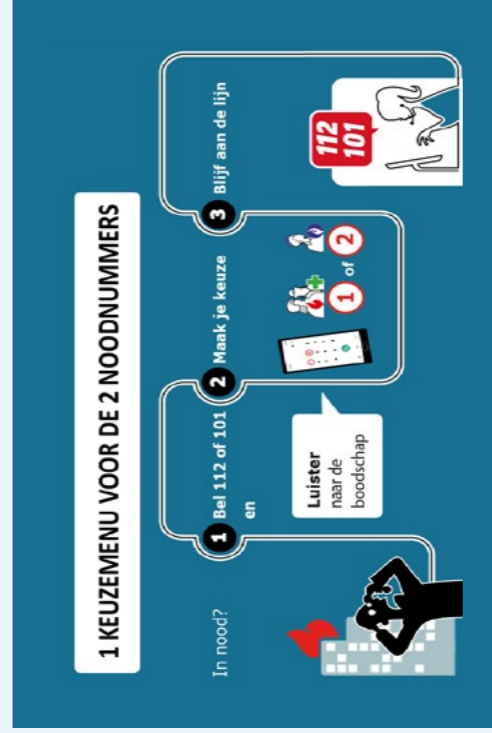 1 KEUZEMENU VOOR DE 2 NOODNUMMERS
In nood?
1 Bel 112 of 101
en
Luister
naar de
boodschap
2 Maak je keuze
1 of 2
3 Blijf aan de lijn
112
101